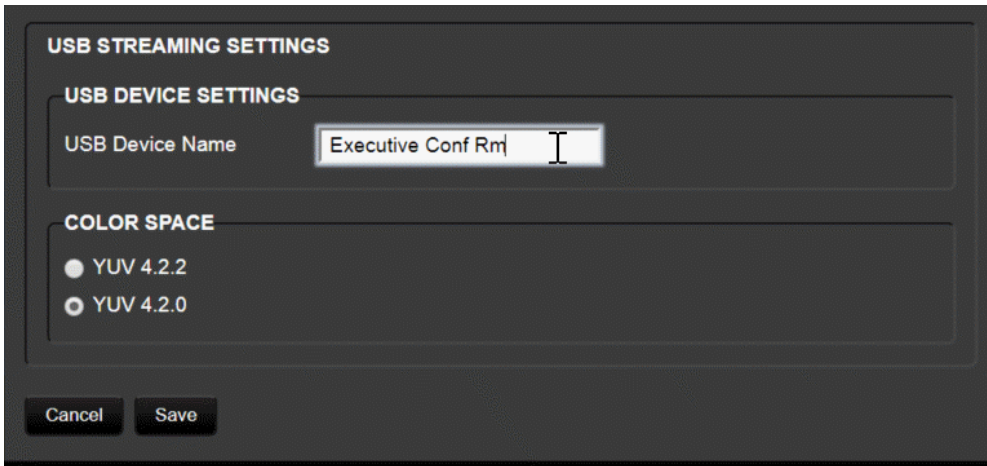 USB STREAMING SETTINGS
USB DEVICE SETTINGS
USB Device Name Executive Conf Rm
COLOR SPACE
YUV 4.2.2
YUV 4.2.0
Cancel Save